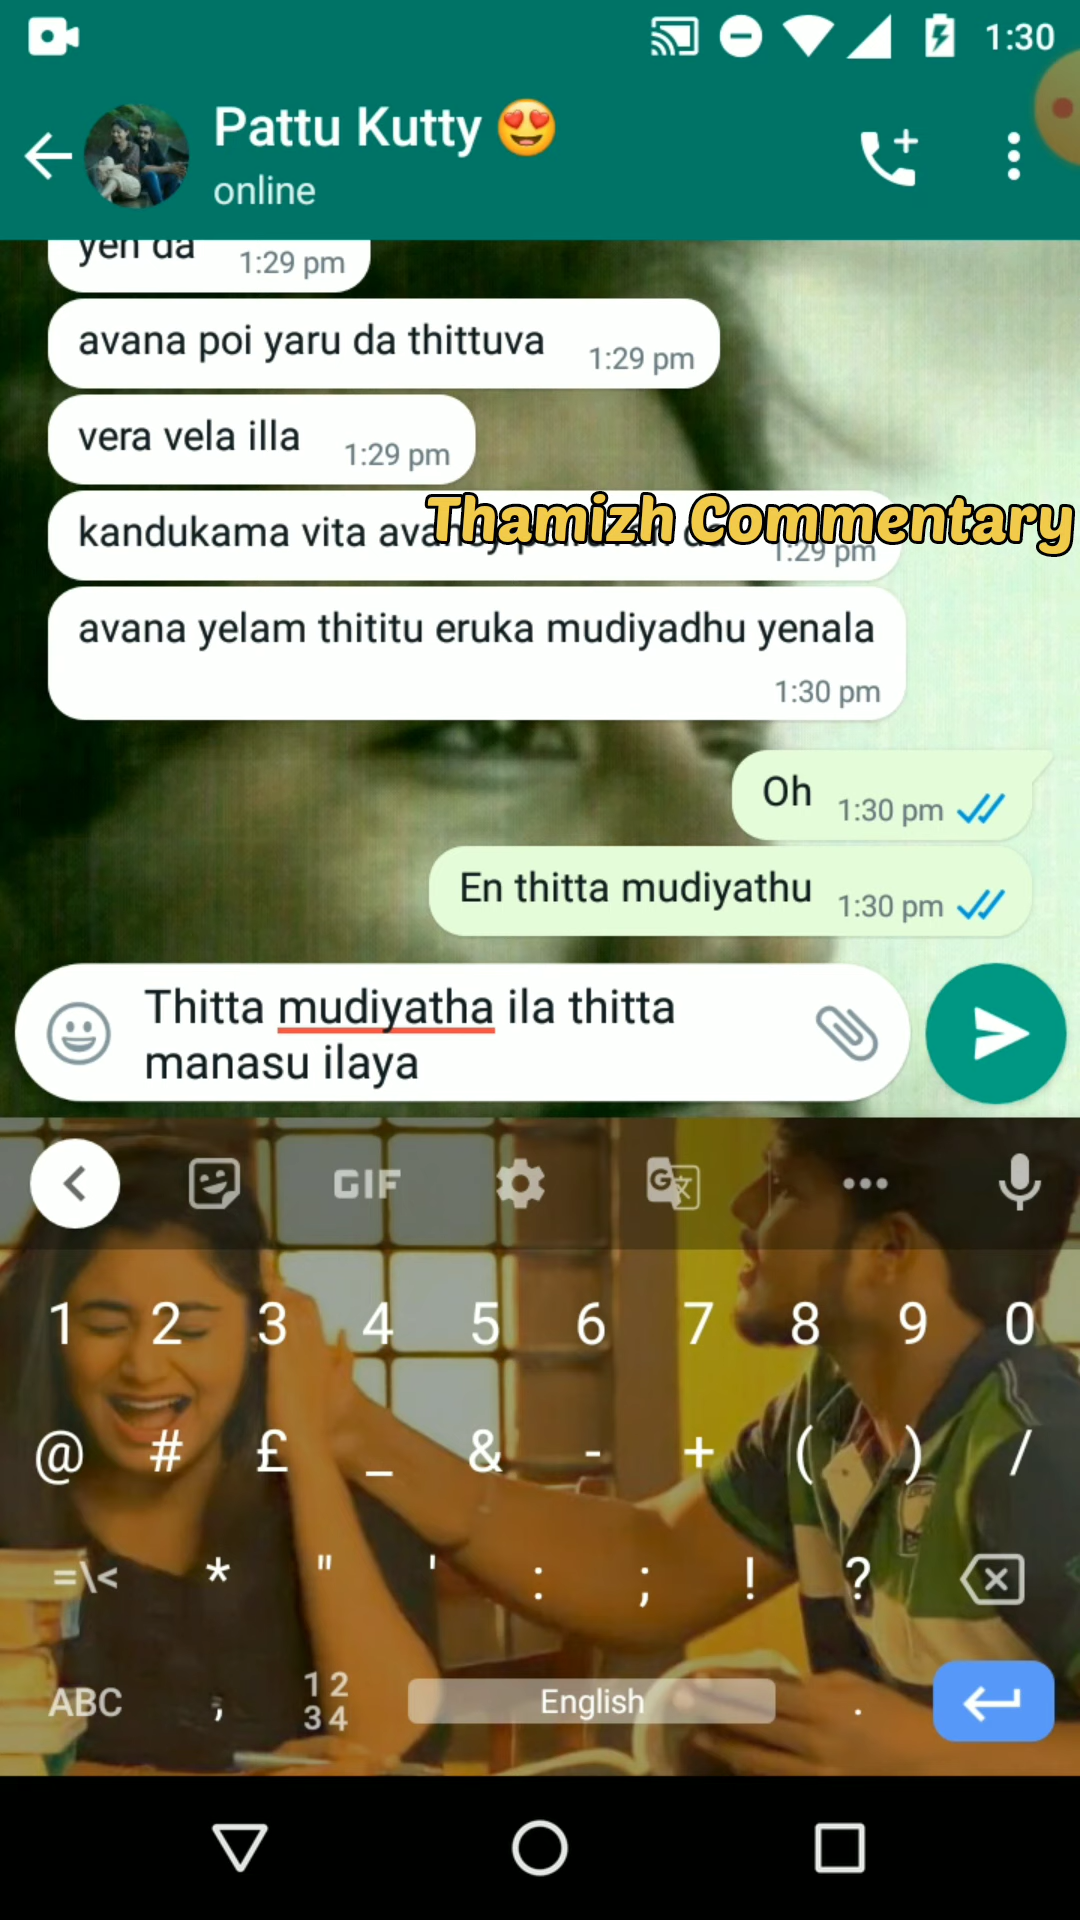 1:30
Pattu Kutty 😍
online
yen da 1:29 pm
avana poi yaru da thittuva 1:29 pm
vera vela illa 1:29 pm
kandukama vita 1:29 pm
Thamizh Commentary
avana yelam thititu eruka mudiyadhu yenala
1:30 pm
Oh 1:30 pm
En thitta mudiyathu 1:30 pm
Thitta mudiyatha ila thitta
manasu ilaya
GIF
1 2 3 4 5 6 7 8 9 0
@ # £ _ & - + ( ) /
=\< * " ' : ; ! ?
ABC , 12 34 English .